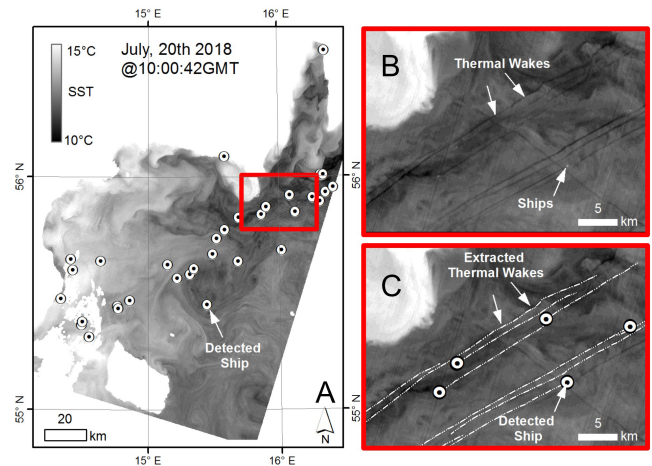 15° E
16° E
15°C
SST
10°C
July, 20th 2018
@10:00:42GMT
56° N
55° N
Detected
Ship
20
km
A
N
15° E
16° E
B
Thermal Wakes
Ships
5
km
56° N
C
Extracted
Thermal Wakes
Detected
Ship
5
km
55° N